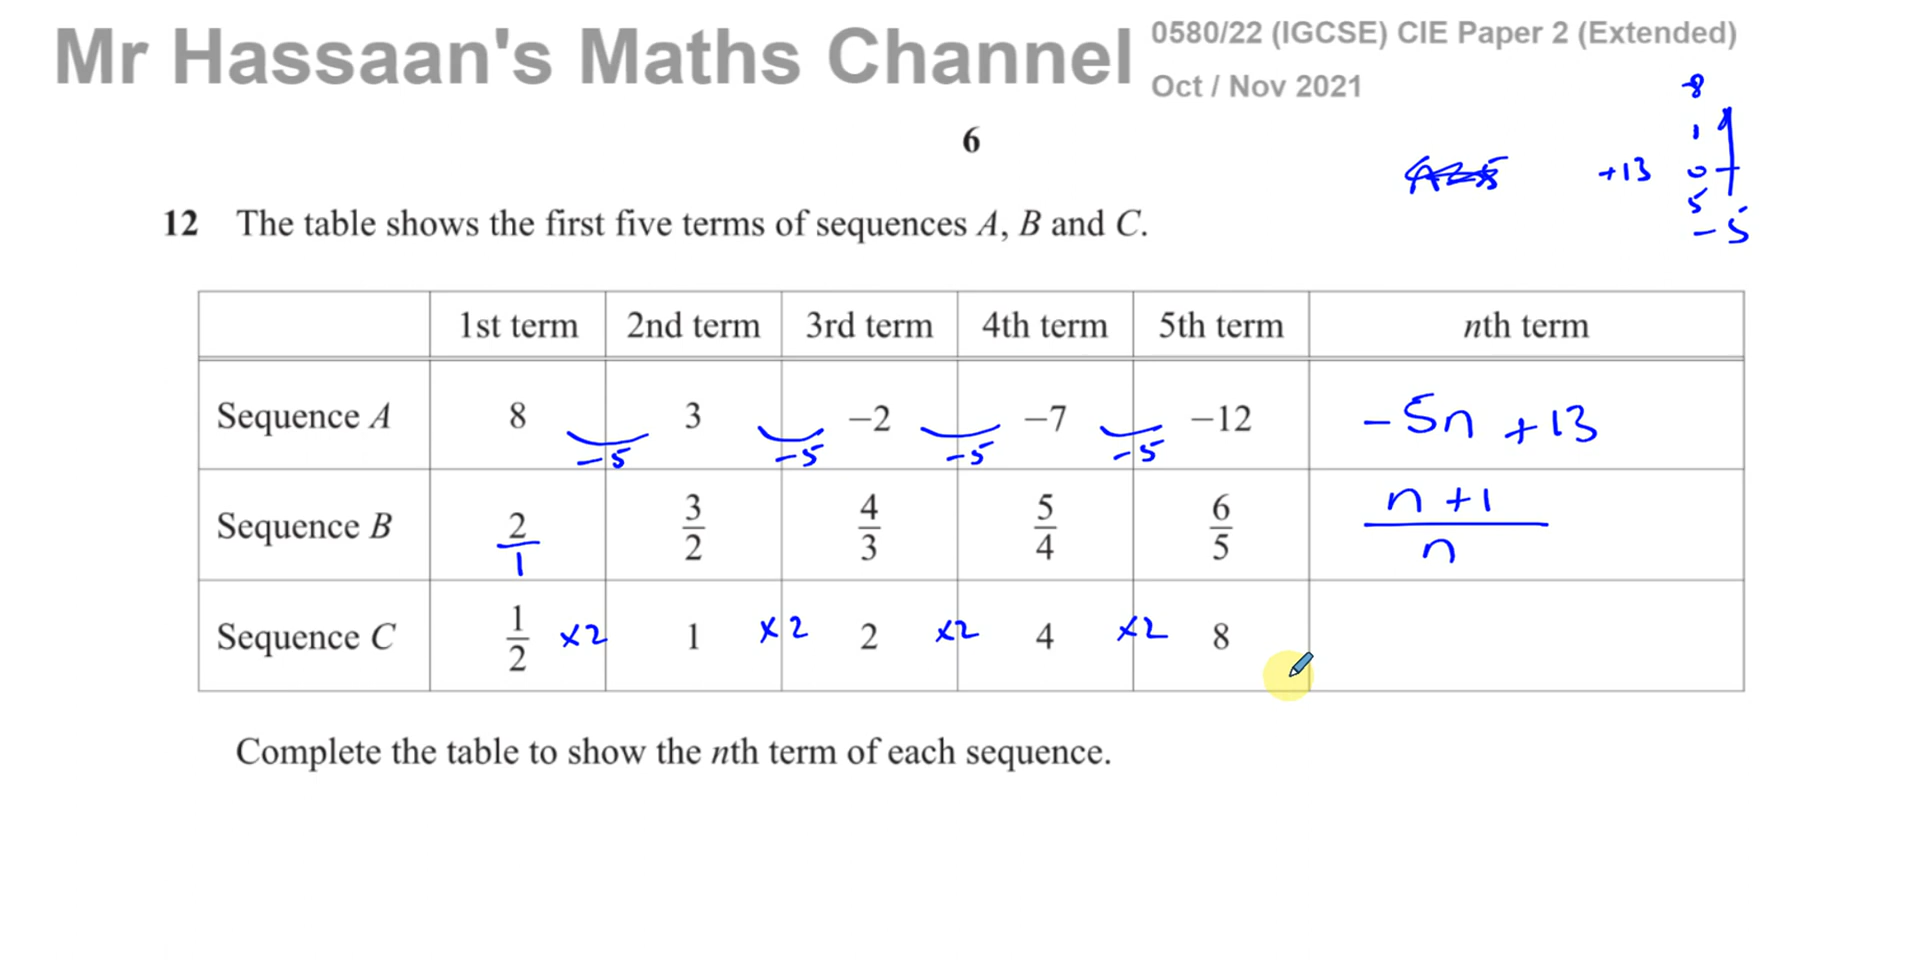 Mr Hassaan's Maths Channel
0580/22 (IGCSE) CIE Paper 2 (Extended)
Oct / Nov 2021
8
1
+13 0
5
-5
6
12 The table shows the first five terms of sequences A, B and C.
1st term 2nd term 3rd term 4th term 5th term nth term
Sequence A 8 3 −2 −7 −12 -5n +13
-5 -5 -5 -5
Sequence B 2/1 3/2 4/3 5/4 6/5 n+1/n
Sequence C 1/2 ×2 1 ×2 2 ×2 4 ×2 8
Complete the table to show the nth term of each sequence.